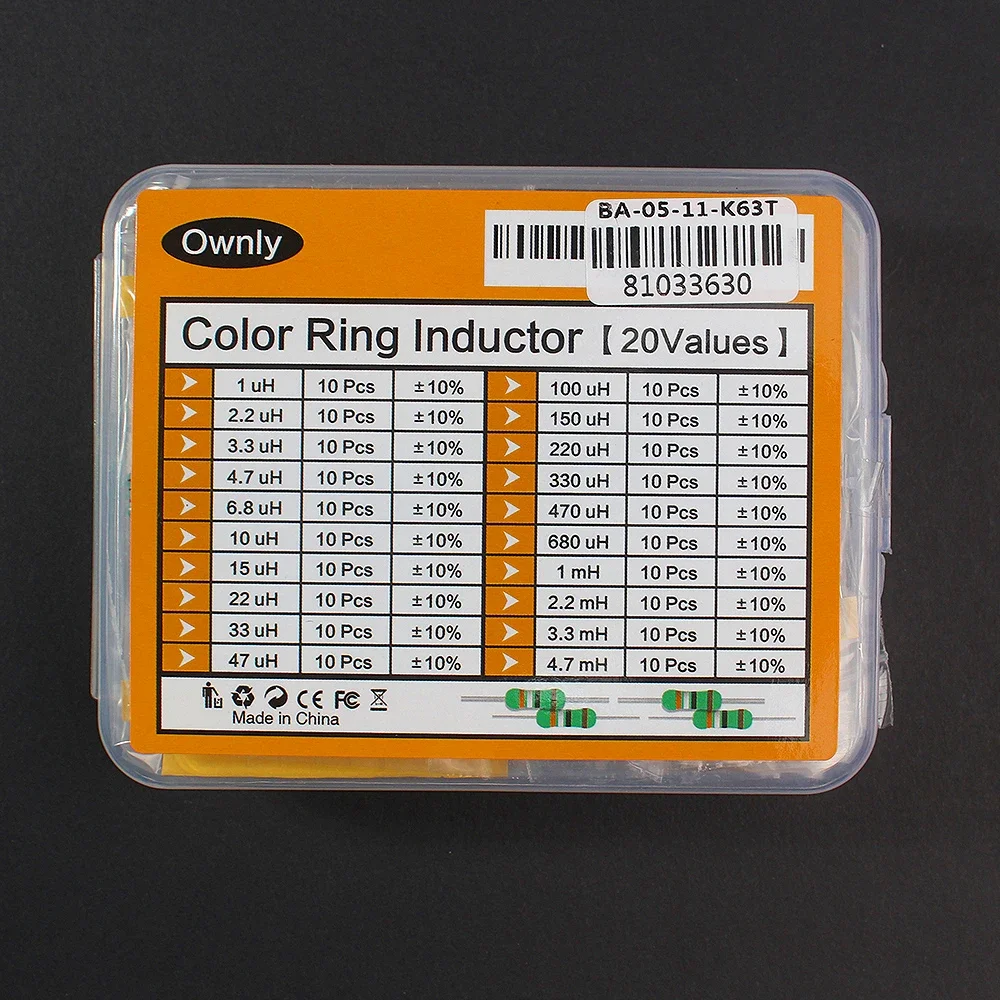 Ownly
BA-05-11-K63T
81033630
Color Ring Inductor【20Values】
1 uH 10 Pcs ±10% 100 uH 10 Pcs ±10%
2.2 uH 10 Pcs ±10% 150 uH 10 Pcs ±10%
3.3 uH 10 Pcs ±10% 220 uH 10 Pcs ±10%
4.7 uH 10 Pcs ±10% 330 uH 10 Pcs ±10%
6.8 uH 10 Pcs ±10% 470 uH 10 Pcs ±10%
10 uH 10 Pcs ±10% 680 uH 10 Pcs ±10%
15 uH 10 Pcs ±10% 1 mH 10 Pcs ±10%
22 uH 10 Pcs ±10% 2.2 mH 10 Pcs ±10%
33 uH 10 Pcs ±10% 3.3 mH 10 Pcs ±10%
47 uH 10 Pcs ±10% 4.7 mH 10 Pcs ±10%
CE FC
Made in China